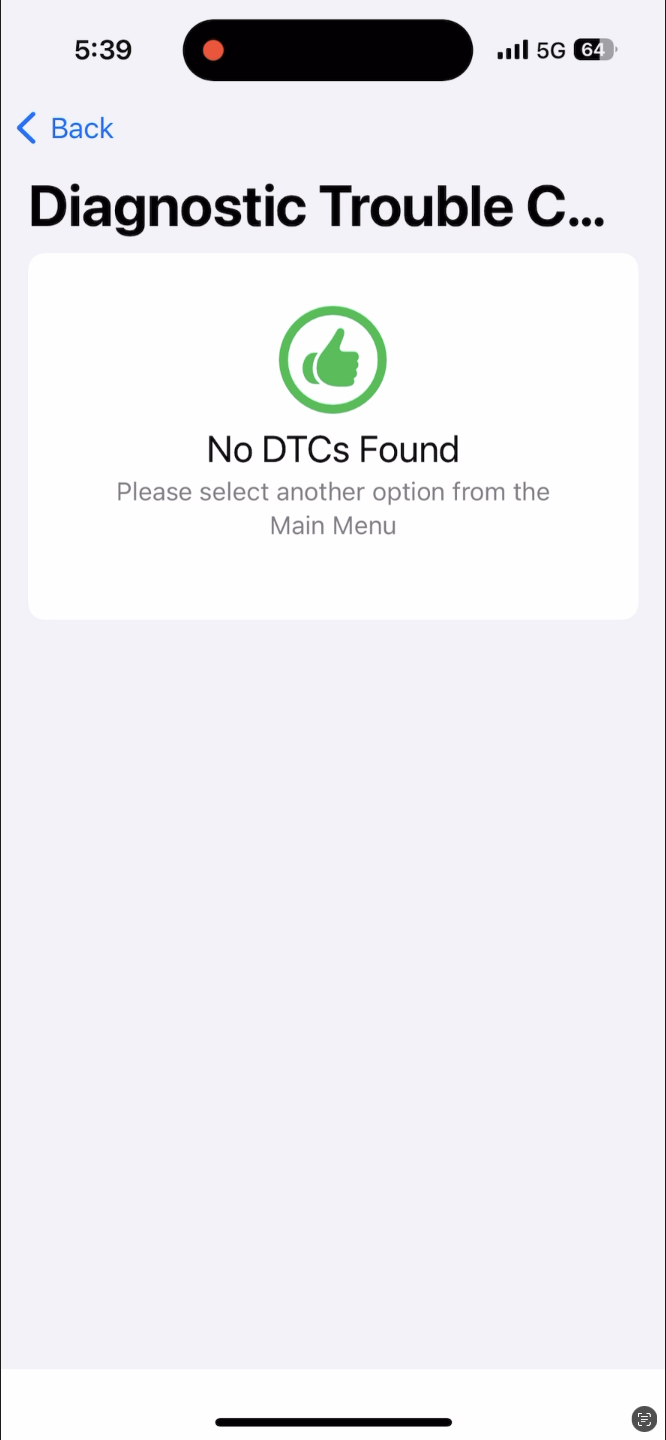 5:39
5G
64
Back
Diagnostic Trouble C...
No DTCs Found
Please select another option from the
Main Menu